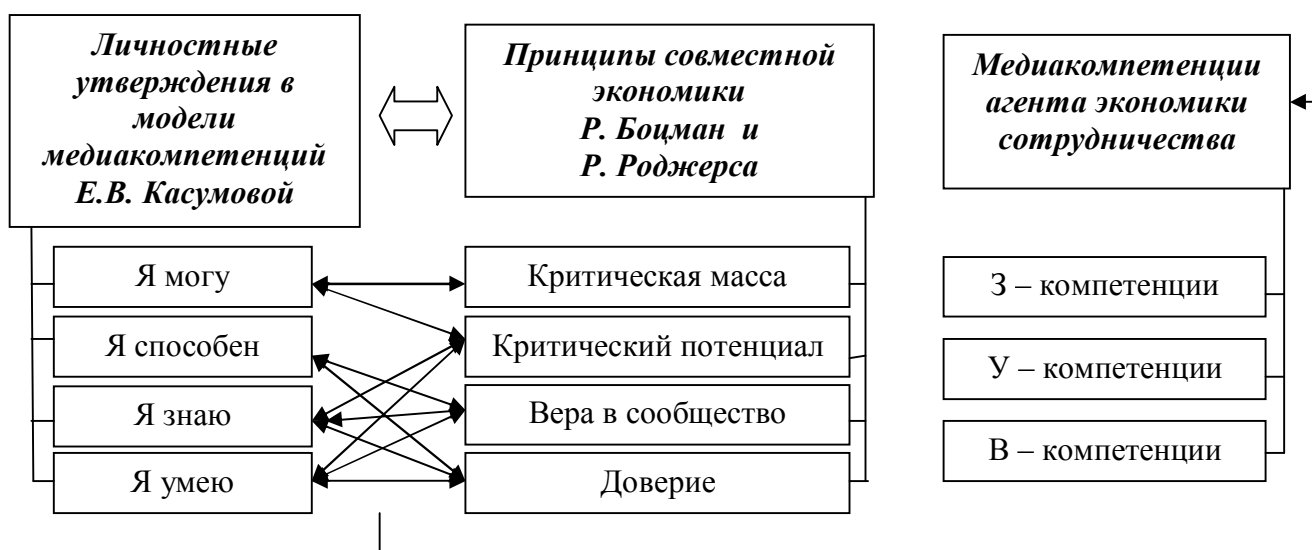 Личностные
утверждения в
модели
медиакомпетенций
Е.В. Касумовой
Принципы совместной
экономики
Р. Боцман и
Р. Роджерса
Медиакомпетенции
агента экономики
сотрудничества
Я могу
Я способен
Я знаю
Я умею
Критическая масса
Критический потенциал
Вера в сообщество
Доверие
З – компетенции
У – компетенции
В – компетенции